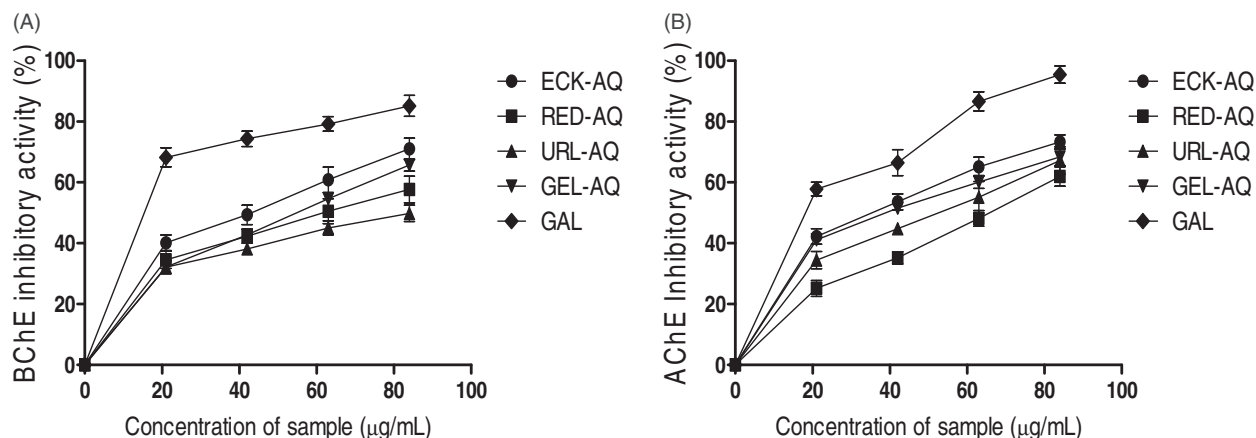 (A)
BChE inhibitory activity (%)
100
80
60
40
20
0
0 20 40 60 80 100
Concentration of sample (μg/mL)
ECK-AQ
RED-AQ
URL-AQ
GEL-AQ
GAL
(B)
AChE Inhibitory activity (%)
100
80
60
40
20
0
0 20 40 60 80 100
Concentration of sample (μg/mL)
ECK-AQ
RED-AQ
URL-AQ
GEL-AQ
GAL